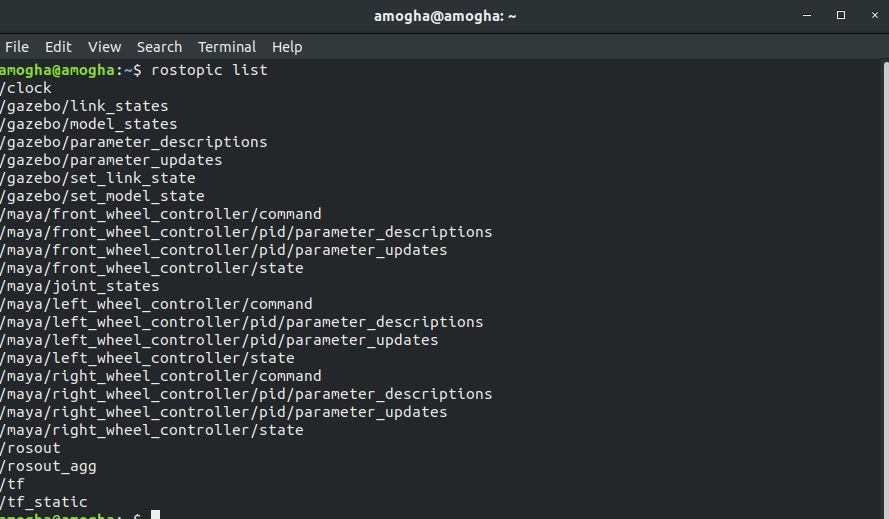 amogha@amogha: ~
File Edit View Search Terminal Help
amogha@amogha:~$ rostopic list
/clock
/gazebo/link_states
/gazebo/model_states
/gazebo/parameter_descriptions
/gazebo/parameter_updates
/gazebo/set_link_state
/gazebo/set_model_state
/maya/front_wheel_controller/command
/maya/front_wheel_controller/pid/parameter_descriptions
/maya/front_wheel_controller/pid/parameter_updates
/maya/front_wheel_controller/state
/maya/joint_states
/maya/left_wheel_controller/command
/maya/left_wheel_controller/pid/parameter_descriptions
/maya/left_wheel_controller/pid/parameter_updates
/maya/left_wheel_controller/state
/maya/right_wheel_controller/command
/maya/right_wheel_controller/pid/parameter_descriptions
/maya/right_wheel_controller/pid/parameter_updates
/maya/right_wheel_controller/state
/rosout
/rosout_agg
/tf
/tf_static
amogha@amogha:~$